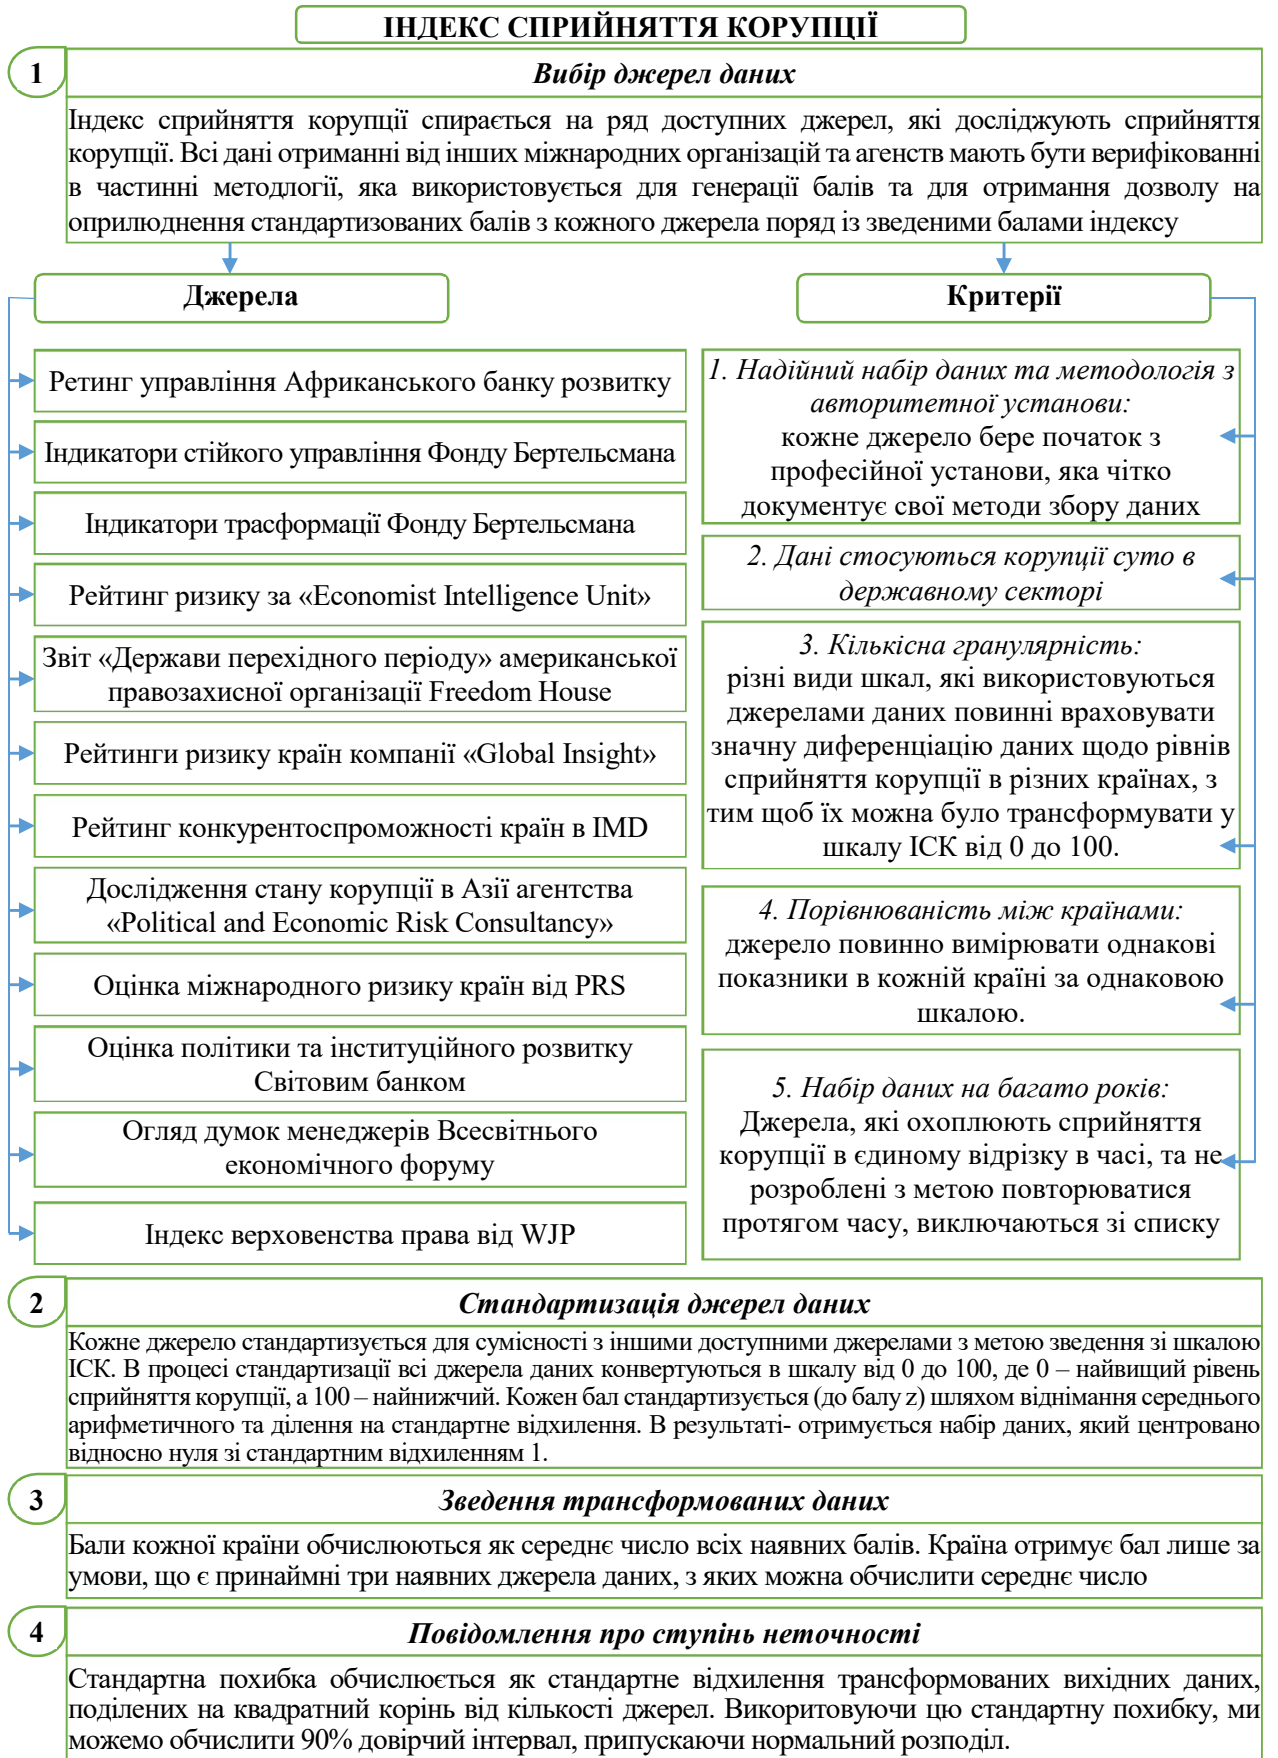 ІНДЕКС СПРИЙНЯТТЯ КОРУПЦІЇ
1
Вибір джерел даних
Індекс сприйняття корупції спирається на ряд доступних джерел, які досліджують сприйняття
корупції. Всі дані отриманні від інших міжнародних організацій та агенств мають бути верифікованні
в частинні методлогії, яка використовується для генерації балів та для отримання дозволу на
оприлюднення стандартизованих балів з кожного джерела поряд із зведеними балами індексу
Джерела
Ретинг управління Африканського банку розвитку
Індикатори стійкого управління Фонду Бертельсмана
Індикатори трасформації Фонду Бертельсмана
Рейтинг ризику за «Economist Intelligence Unit»
Звіт «Держави перехідного періоду» американської
правозахисної організації Freedom House
Рейтинги ризику країн компанії «Global Insight»
Рейтинг конкурентоспроможності країн в IMD
Дослідження стану корупції в Азії агентства
«Political and Economic Risk Consultancy»
Оцінка міжнародного ризику країн від PRS
Оцінка політики та інституційного розвитку
Світовим банком
Огляд думок менеджерів Всесвітнього
економічного форуму
Індекс верховенства права від WJP
Критерії
1. Надійний набір даних та методологія з
авторитетної установи:
кожне джерело бере початок з
професійної установи, яка чітко
документує свої методи збору даних
2. Дані стосуються корупції суто в
державному секторі
3. Кількісна гранулярність:
різні види шкал, які використовуються
джерелами даних повинні враховувати
значну диференціацію даних щодо рівнів
сприйняття корупції в різних країнах, з
тим щоб їх можна було трансформувати у
шкалу ІСК від 0 до 100.
4. Порівнюваність між країнами:
джерело повинно вимірювати однакові
показники в кожній країні за однаковою
шкалою.
5. Набір даних на багато років:
Джерела, які охоплюють сприйняття
корупції в єдиному відрізку в часі, та не
розроблені з метою повторюватися
протягом часу, виключаються зі списку
2
Стандартизація джерел даних
Кожне джерело стандартизується для сумісності з іншими доступними джерелами з метою зведення зі шкалою
ІСК. В процесі стандартизації всі джерела даних конвертуються в шкалу від 0 до 100, де 0 – найвищий рівень
сприйняття корупції, а 100 – найнижчий. Кожен бал стандартизується (до балу z) шляхом віднімання середнього
арифметичного та ділення на стандартне відхилення. В результаті- отримується набір даних, який центровано
відносно нуля зі стандартним відхиленням 1.
3
Зведення трансформованих даних
Бали кожної країни обчислюються як середнє число всіх наявних балів. Країна отримує бал лише за
умови, що є принаймні три наявних джерела даних, з яких можна обчислити середнє число
4
Повідомлення про ступінь неточності
Стандартна похибка обчислюється як стандартне відхилення трансформованих вихідних даних,
поділених на квадратний корінь від кількості джерел. Викоритовуючи цю стандартну похибку, ми
можемо обчислити 90% довірчий інтервал, припускаючи нормальний розподіл.